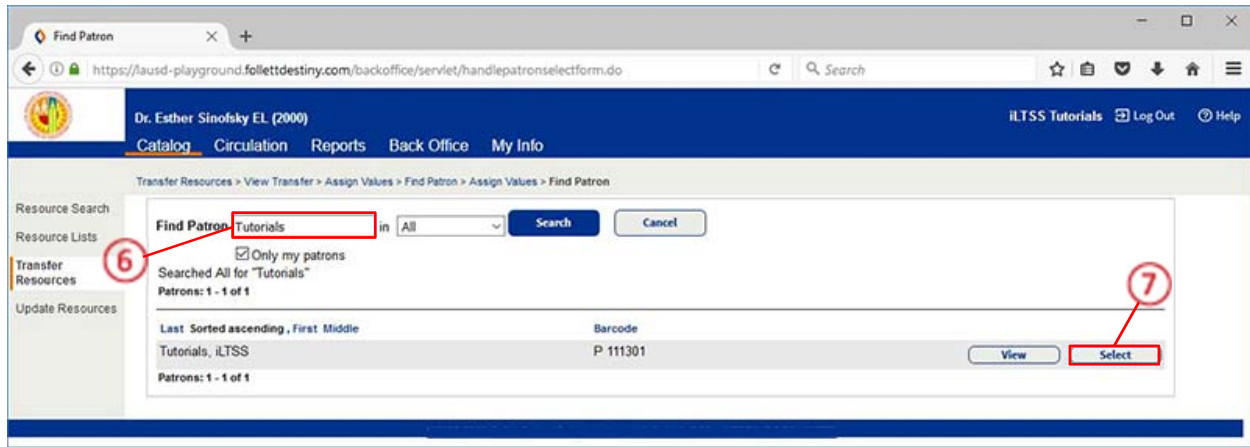 Find Patron
https://lausd-playground.follettdestiny.com/backoffice/servlet/handlepatronselectform.do
Search
Dr. Esther Sinofsky EL (2000)
iLTSS Tutorials Log Out Help
Catalog Circulation Reports Back Office My Info
Transfer Resources > View Transfer > Assign Values > Find Patron > Assign Values > Find Patron
Resource Search
Resource Lists
Transfer Resources
Update Resources
Find Patron Tutorials in All Search Cancel
6
Only my patrons
Searched All for "Tutorials"
Patrons: 1 - 1 of 1
7
Last Sorted ascending , First Middle Barcode
Tutorials, iLTSS P 111301 View Select
Patrons: 1 - 1 of 1